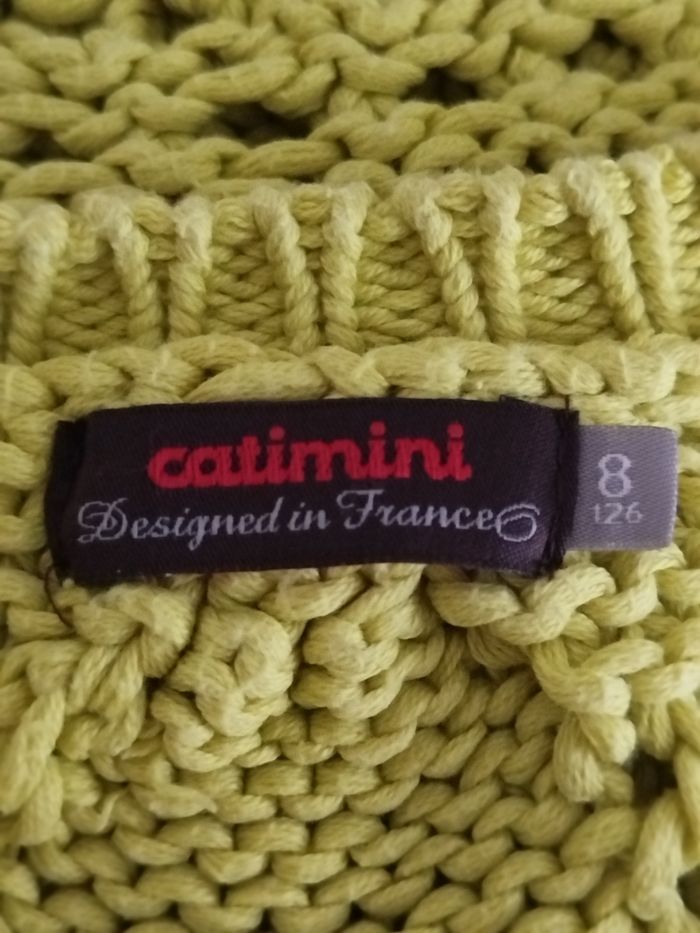 catimini
Designed in France
8
126